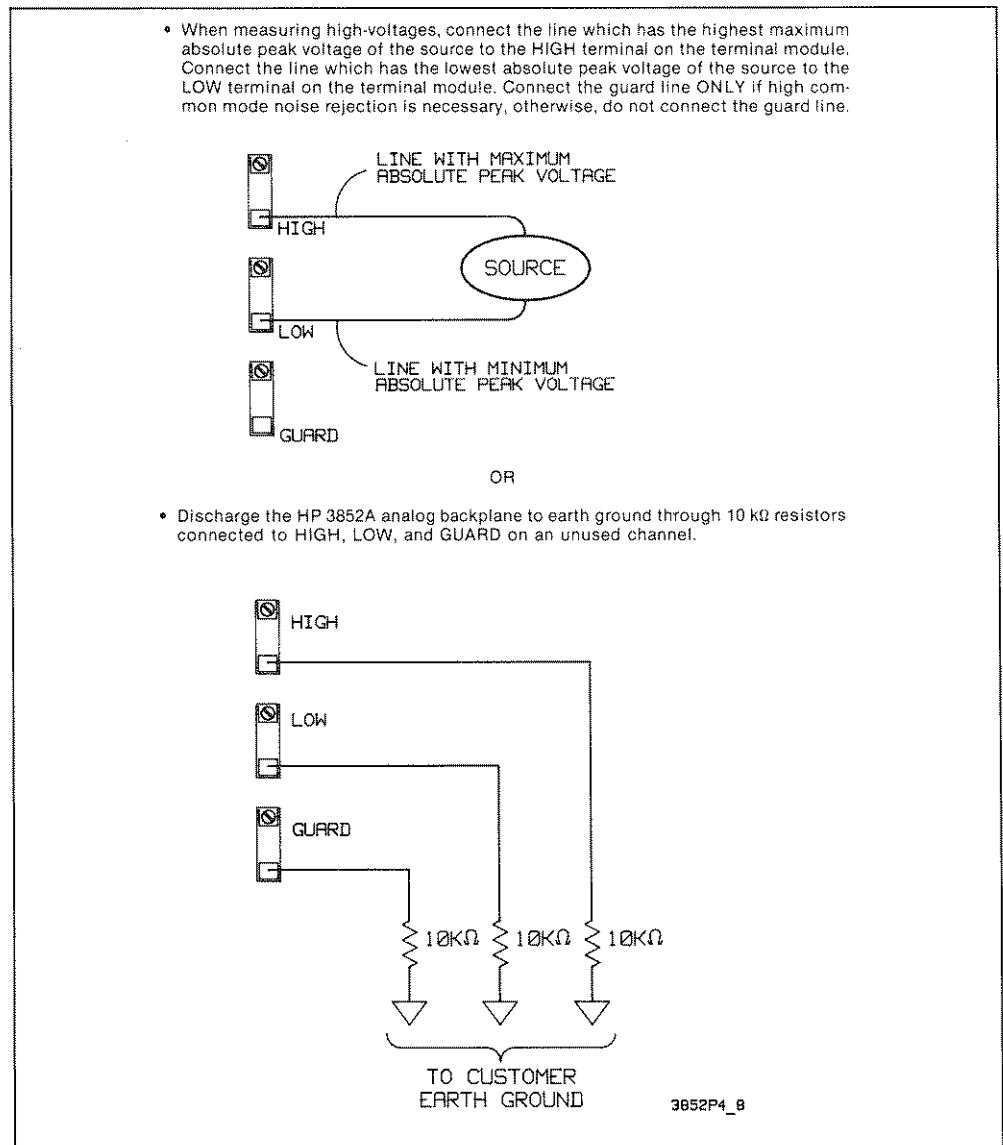 • When measuring high-voltages, connect the line which has the highest maximum
absolute peak voltage of the source to the HIGH terminal on the terminal module.
Connect the line which has the lowest absolute peak voltage of the source to the
LOW terminal on the terminal module. Connect the guard line ONLY if high com-
mon mode noise rejection is necessary, otherwise, do not connect the guard line.
LINE WITH MAXIMUM
ABSOLUTE PEAK VOLTAGE
HIGH
SOURCE
LOW
LINE WITH MINIMUM
ABSOLUTE PEAK VOLTAGE
GUARD
OR
• Discharge the HP 3852A analog backplane to earth ground through 10 kΩ resistors
connected to HIGH, LOW, and GUARD on an unused channel.
HIGH
LOW
GUARD
10KΩ 10KΩ 10KΩ
TO CUSTOMER
EARTH GROUND
3852P4_8